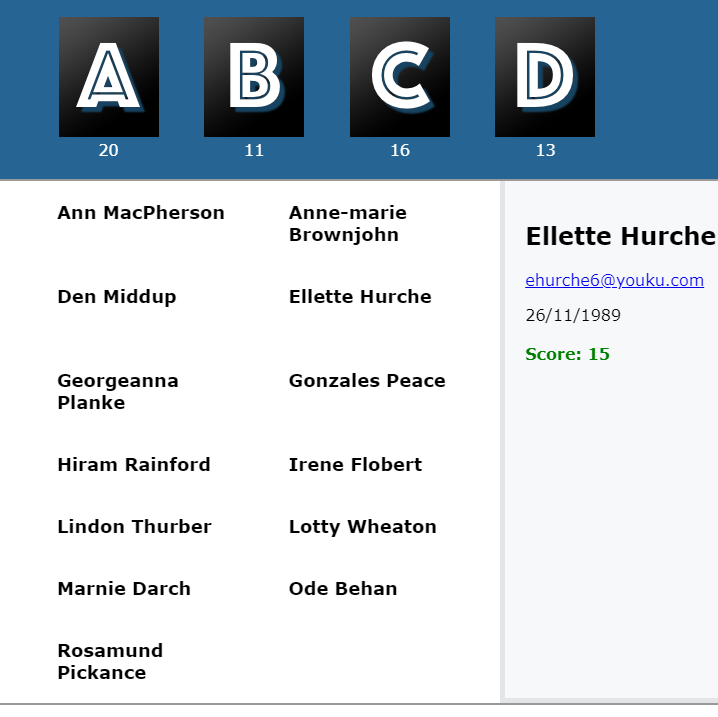 A B C D
20 11 16 13
Ann MacPherson
Anne-marie
Brownjohn
Den Middup
Ellette Hurche
Georgeanna
Planke
Gonzales Peace
Hiram Rainford
Irene Flobert
Lindon Thurber
Lotty Wheaton
Marnie Darch
Ode Behan
Rosamund
Pickance
Ellette Hurche
ehurche6@youku.com
26/11/1989
Score: 15